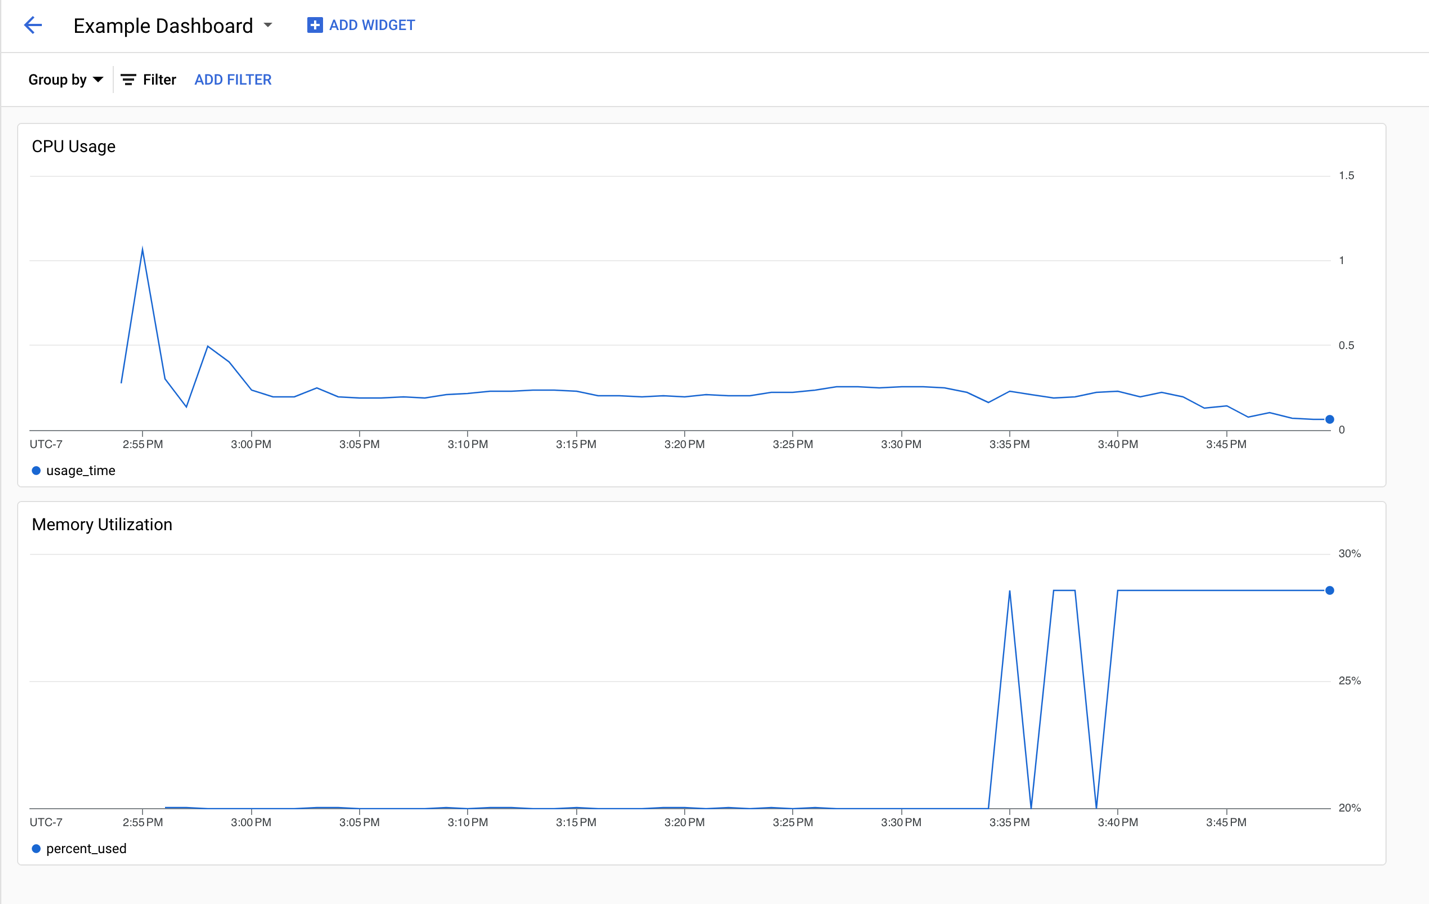 Example Dashboard ADD WIDGET
Group by Filter ADD FILTER
CPU Usage
1.5
1
0.5
0
UTC-7 2:55 PM 3:00 PM 3:05 PM 3:10 PM 3:15 PM 3:20 PM 3:25 PM 3:30 PM 3:35 PM 3:40 PM 3:45 PM
usage_time
Memory Utilization
30%
25%
20%
UTC-7 2:55 PM 3:00 PM 3:05 PM 3:10 PM 3:15 PM 3:20 PM 3:25 PM 3:30 PM 3:35 PM 3:40 PM 3:45 PM
percent_used